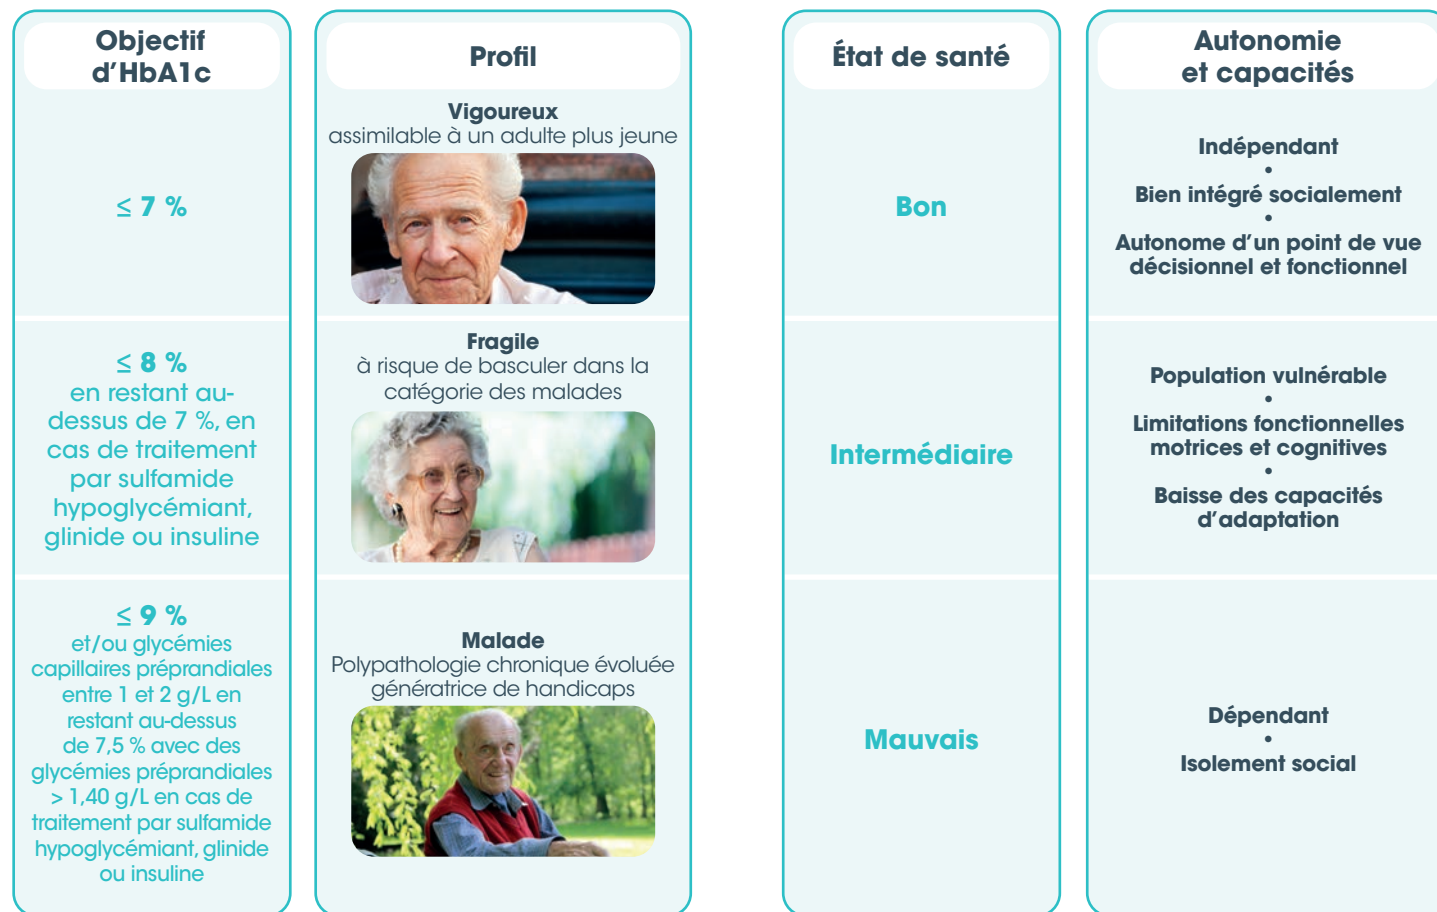 Objectif
d’HbA1c
Profil
État de santé
Autonomie
et capacités
≤ 7 %
Vigoureux
assimilable à un adulte plus jeune
Bon
Indépendant
•
Bien intégré socialement
•
Autonome d’un point de vue
décisionnel et fonctionnel
≤ 8 %
en restant au-
dessus de 7 %, en
cas de traitement
par sulfamide
hypoglycémiant,
glinide ou insuline
Fragile
à risque de basculer dans la
catégorie des malades
Intermédiaire
Population vulnérable
•
Limitations fonctionnelles
motrices et cognitives
•
Baisse des capacités
d’adaptation
≤ 9 %
et/ou glycémies
capillaires préprandiales
entre 1 et 2 g/L en
restant au-dessus
de 7,5 % avec des
glycémies préprandiales
> 1,40 g/L en cas de
traitement par sulfamide
hypoglycémiant, glinide
ou insuline
Malade
Polypathologie chronique évoluée
génératrice de handicaps
Mauvais
Dépendant
•
Isolement social